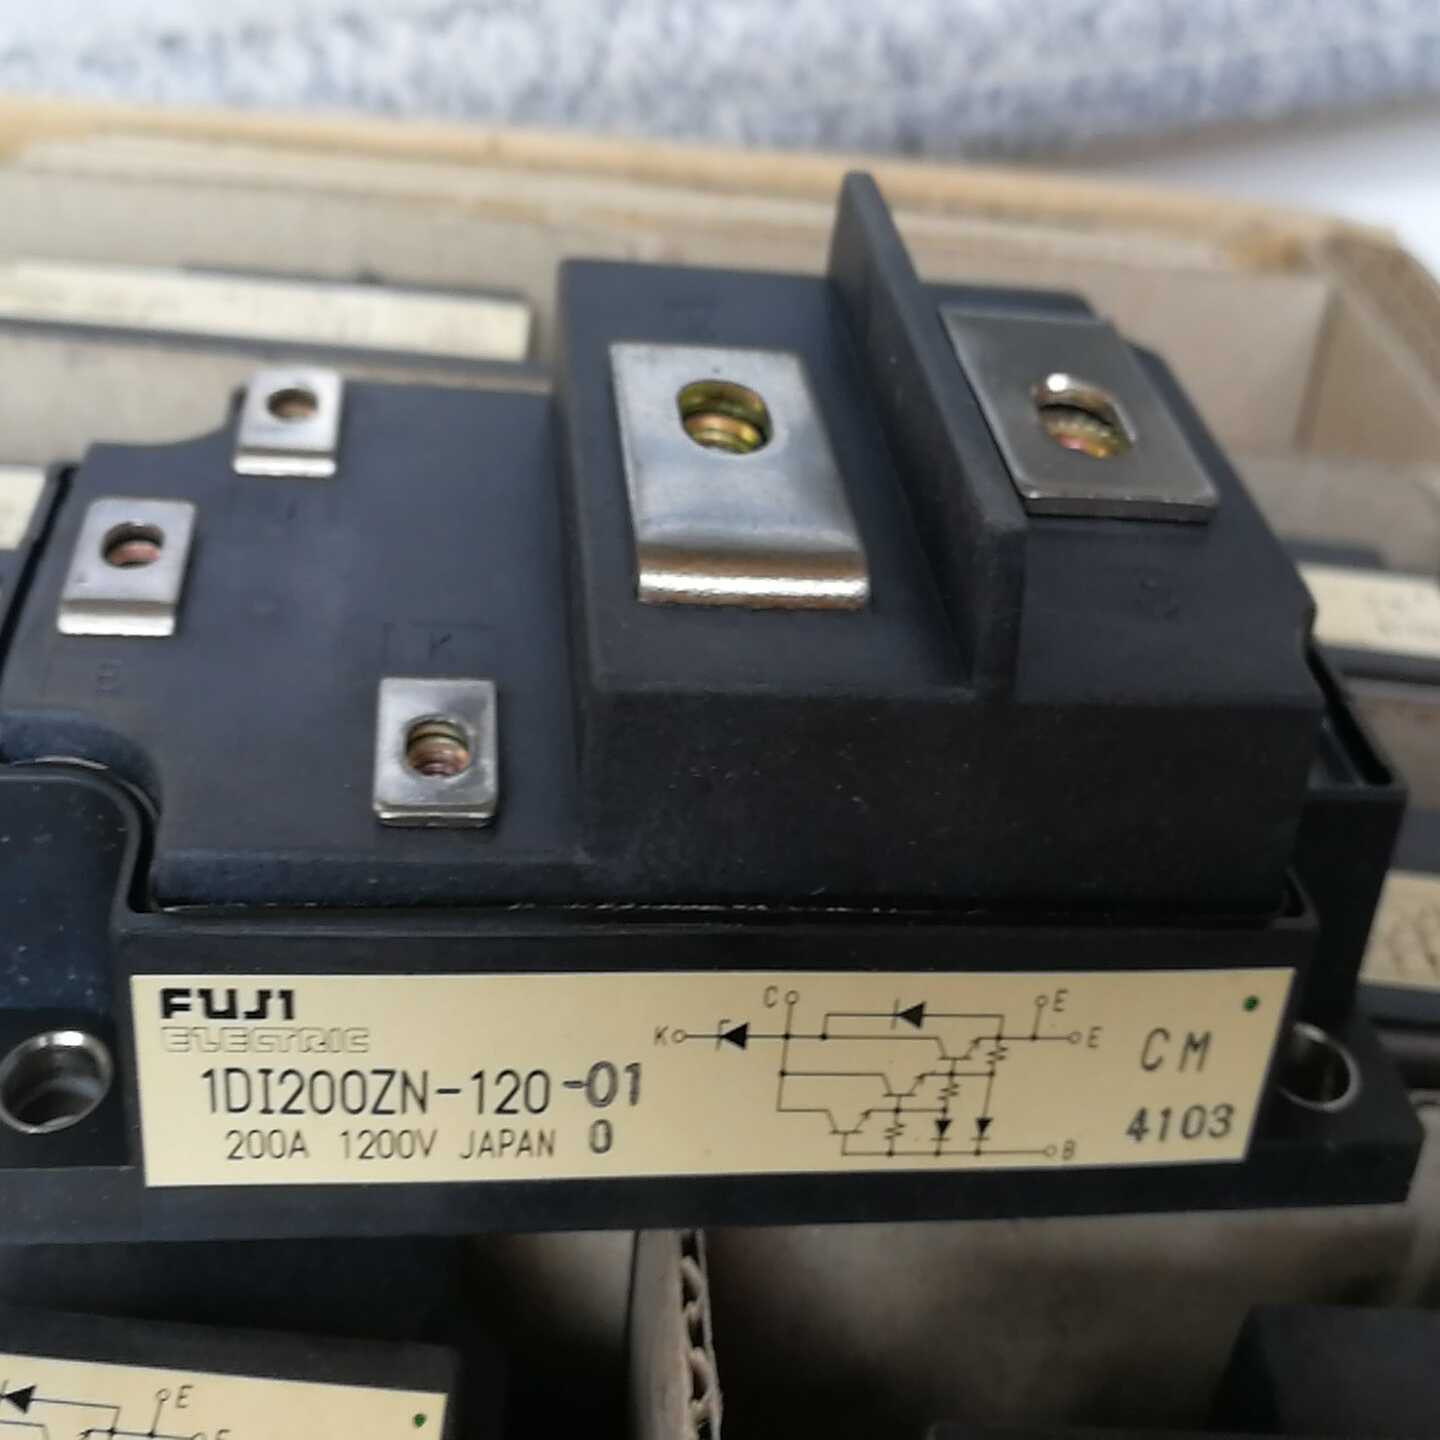 K
FUJI
ELECTRIC
1DI200ZN-120-01
200A 1200V JAPAN 0
C
E
K
E
B
CM
4103
E